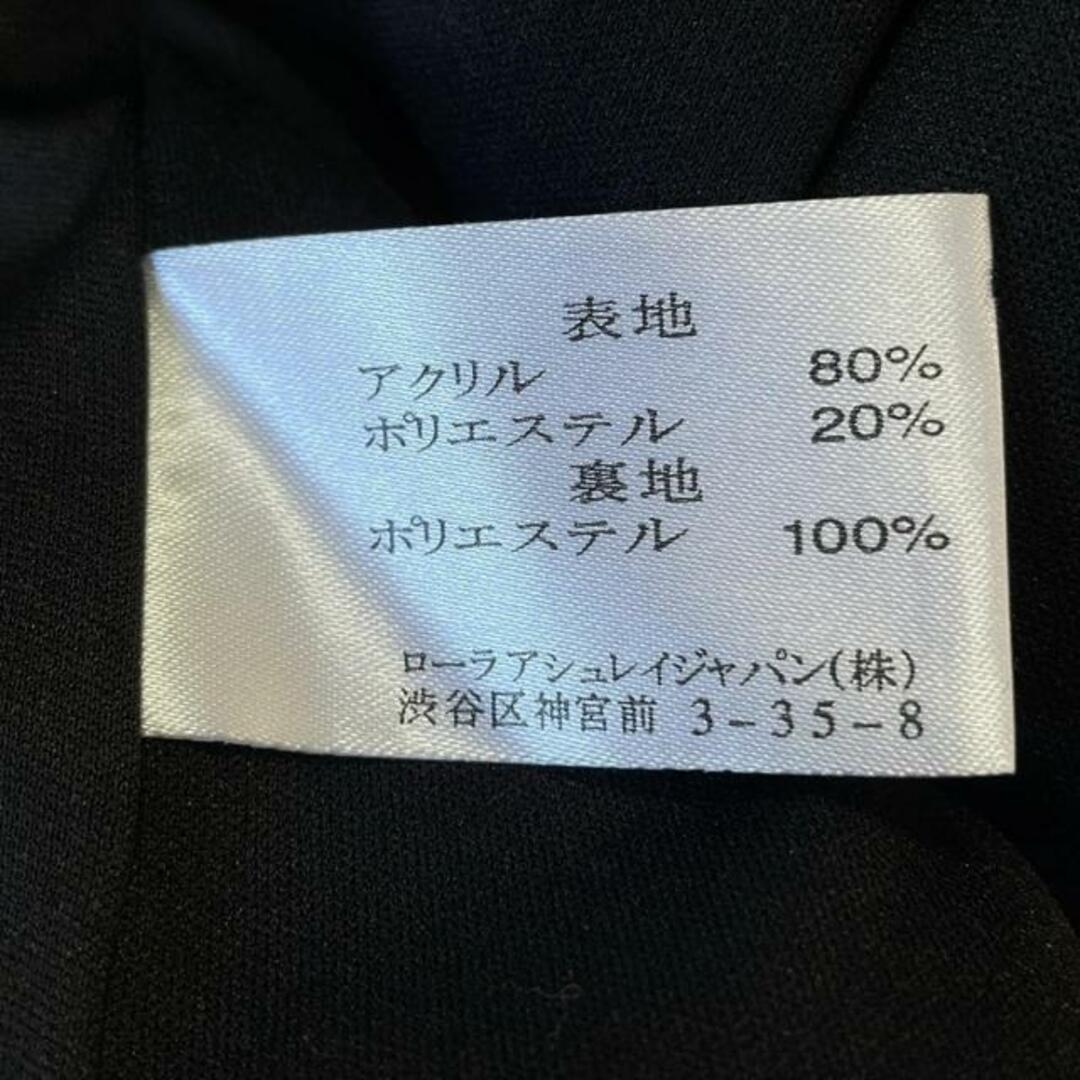 表地
アクリル 80%
ポリエステル 20%
裏地
ポリエステル 100%
ローラアシュレイジャパン(株)
渋谷区神宮前 3-35-8